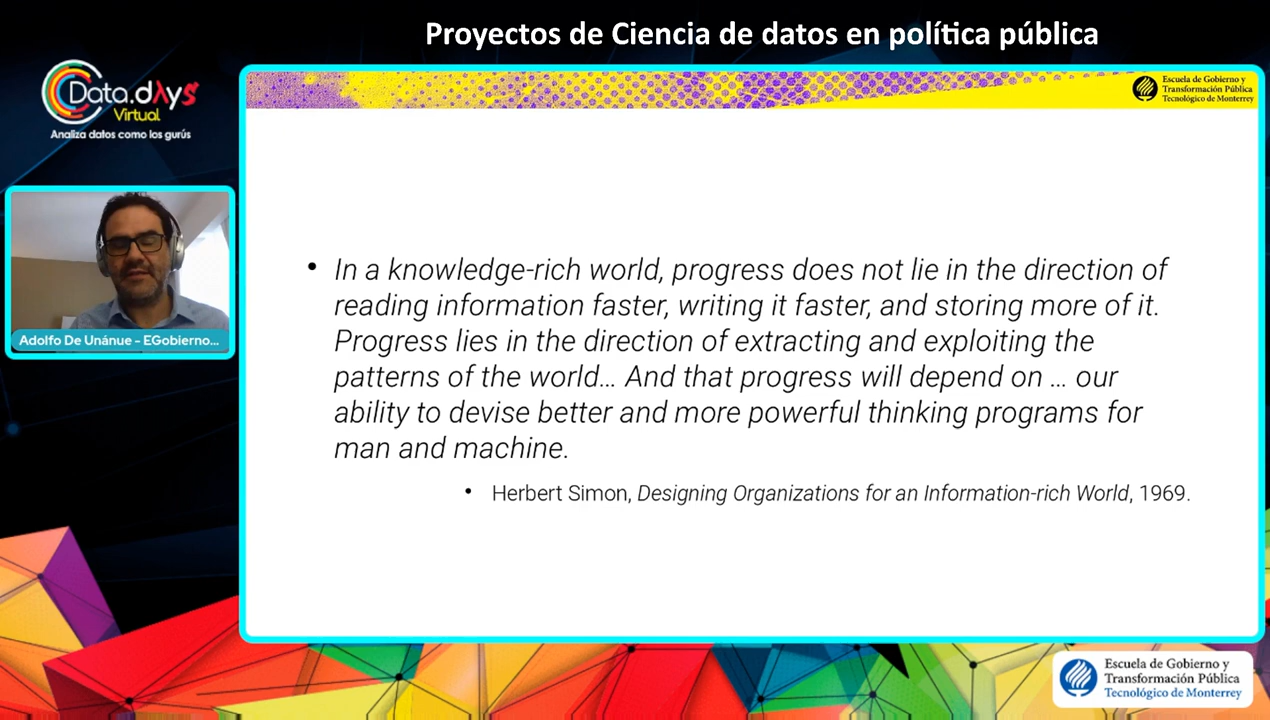 Proyectos de Ciencia de datos en política pública
Data.dAys
Virtual
Analiza datos como los gurús
Escuela de Gobierno y
Transformación Pública
Tecnológico de Monterrey
Adolfo De Unánue – EGobierno...
• In a knowledge-rich world, progress does not lie in the direction of
reading information faster, writing it faster, and storing more of it.
Progress lies in the direction of extracting and exploiting the
patterns of the world… And that progress will depend on … our
ability to devise better and more powerful thinking programs for
man and machine.
• Herbert Simon, Designing Organizations for an Information-rich World, 1969.
Escuela de Gobierno y
Transformación Pública
Tecnológico de Monterrey